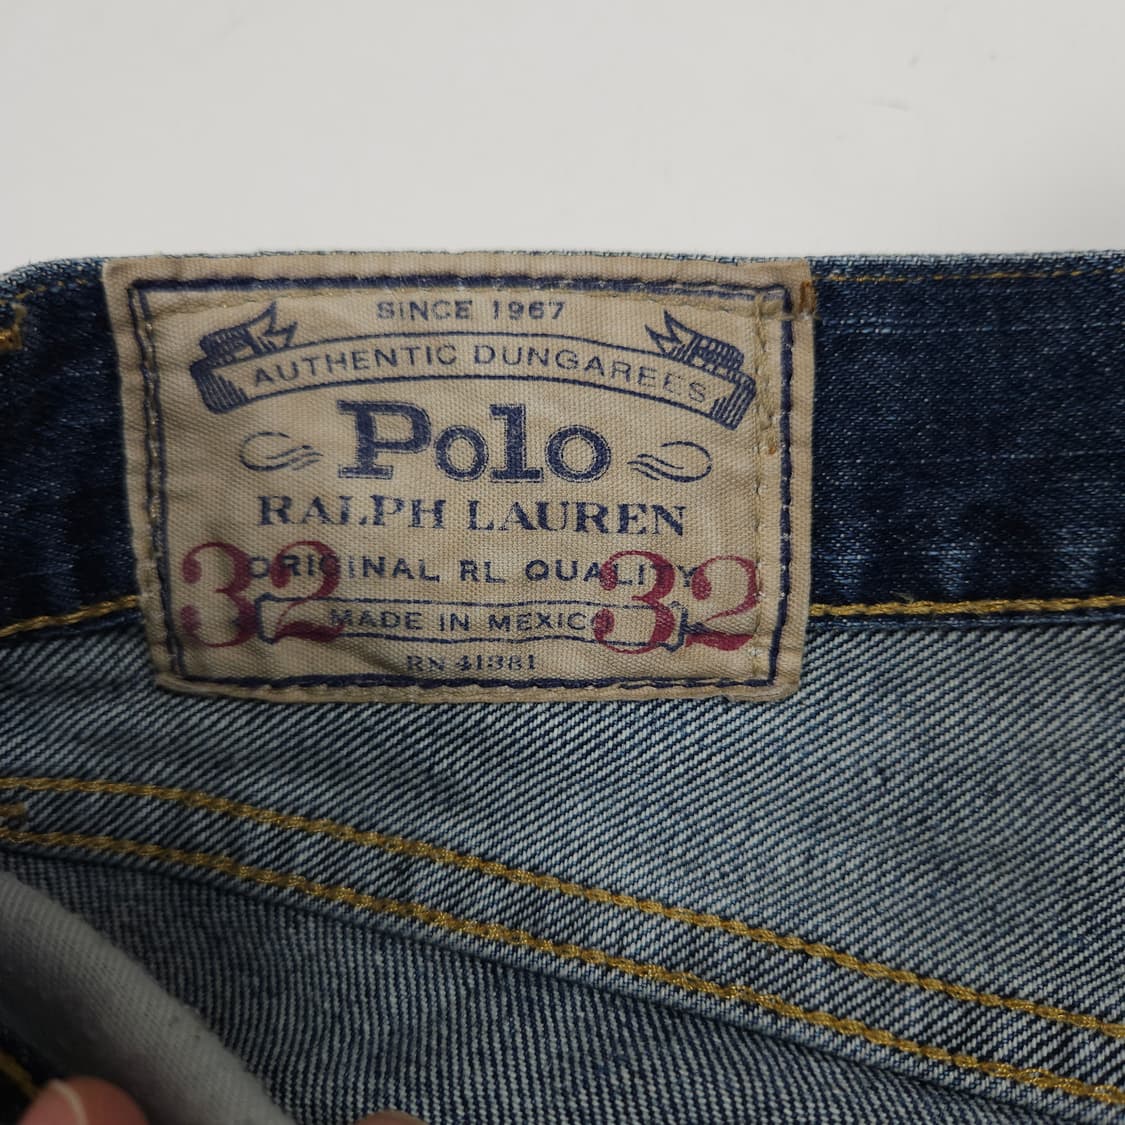 SINCE 1967
AUTHENTIC DUNGAREES
Polo
RALPH LAUREN
ORIGINAL RL QUALITY
32 32
MADE IN MEXICO
RN 41381